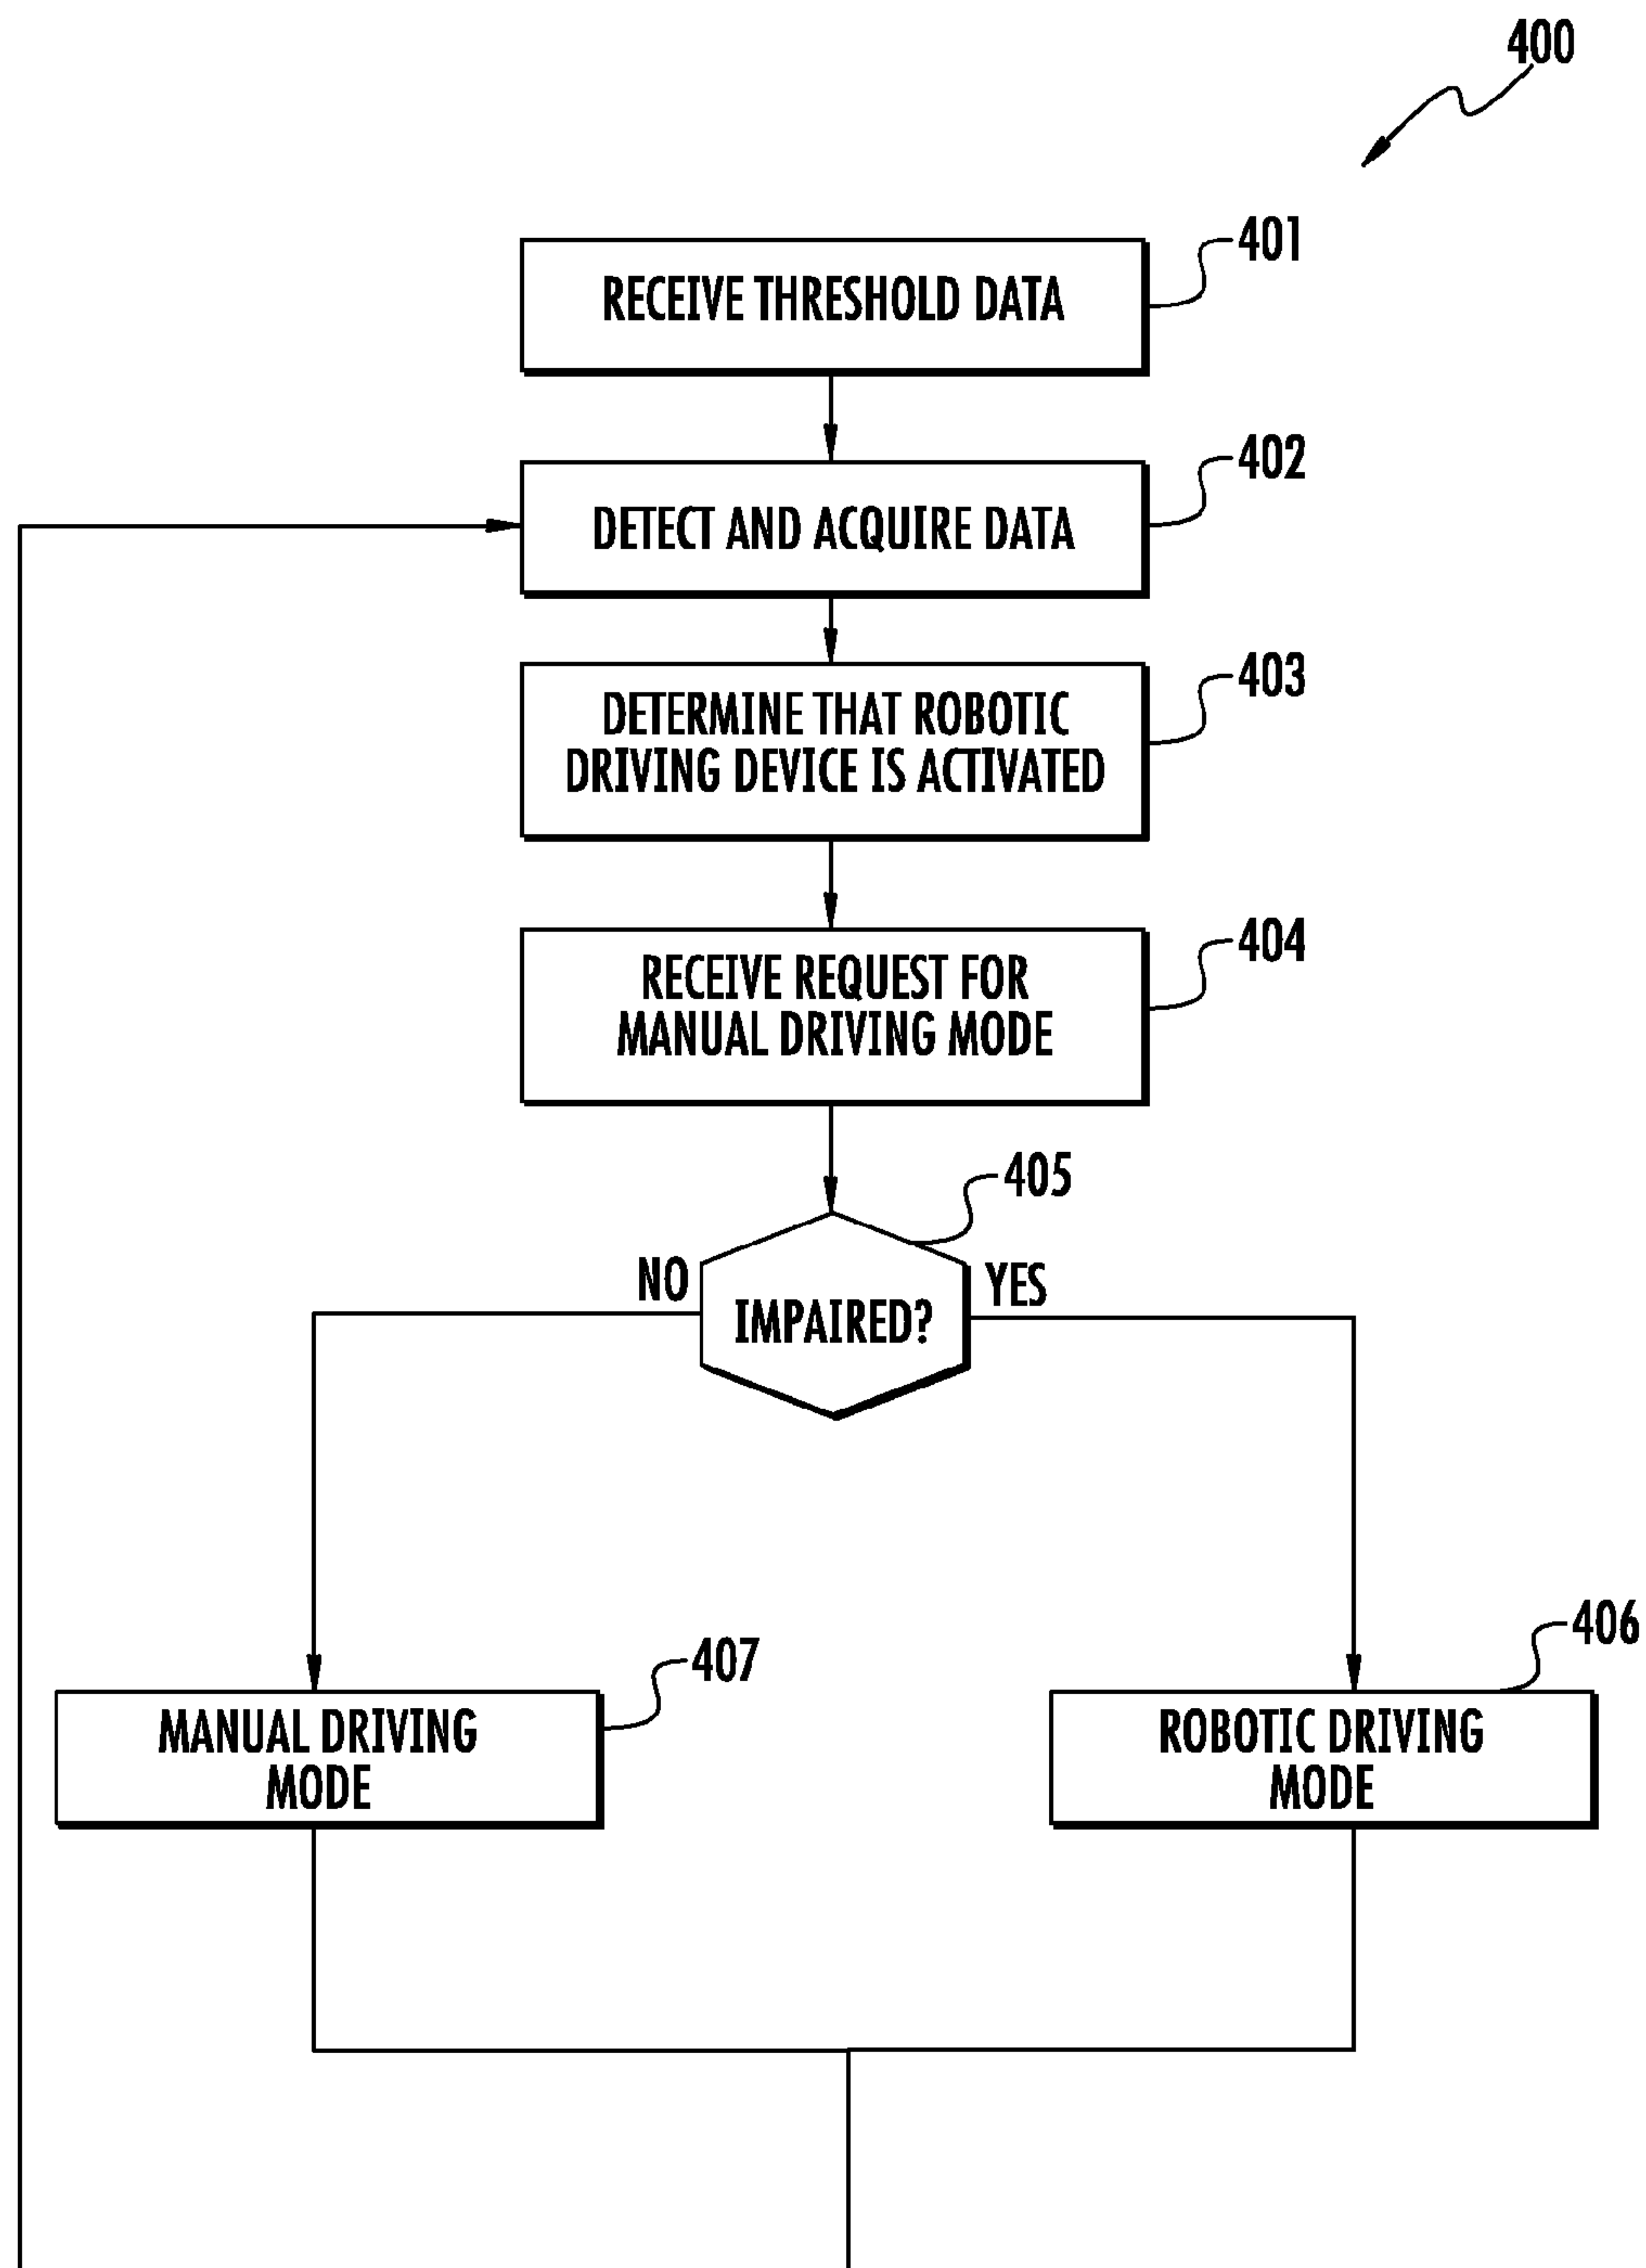 400
401
RECEIVE THRESHOLD DATA
402
DETECT AND ACQUIRE DATA
403
DETERMINE THAT ROBOTIC
DRIVING DEVICE IS ACTIVATED
404
RECEIVE REQUEST FOR
MANUAL DRIVING MODE
405
NO
YES
IMPAIRED?
407
MANUAL DRIVING
MODE
406
ROBOTIC DRIVING
MODE